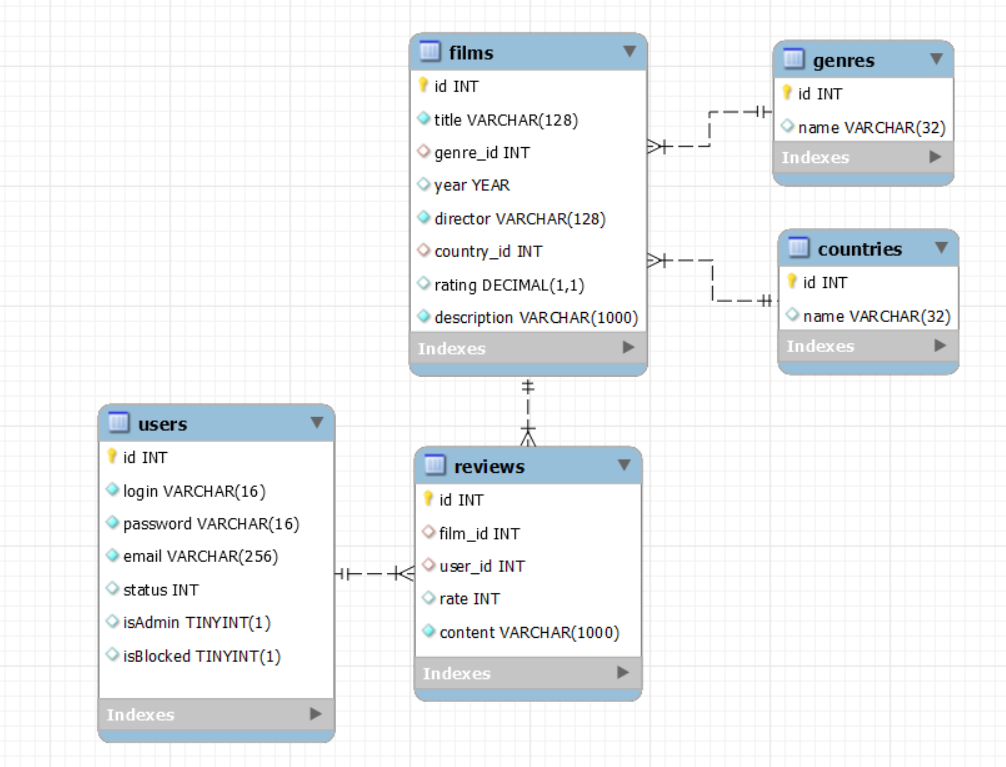 films
id INT
title VARCHAR(128)
genre_id INT
year YEAR
director VARCHAR(128)
country_id INT
rating DECIMAL(1,1)
description VARCHAR(1000)
Indexes
genres
id INT
name VARCHAR(32)
Indexes
countries
id INT
name VARCHAR(32)
Indexes
users
id INT
login VARCHAR(16)
password VARCHAR(16)
email VARCHAR(256)
status INT
isAdmin TINYINT(1)
isBlocked TINYINT(1)
Indexes
reviews
id INT
film_id INT
user_id INT
rate INT
content VARCHAR(1000)
Indexes